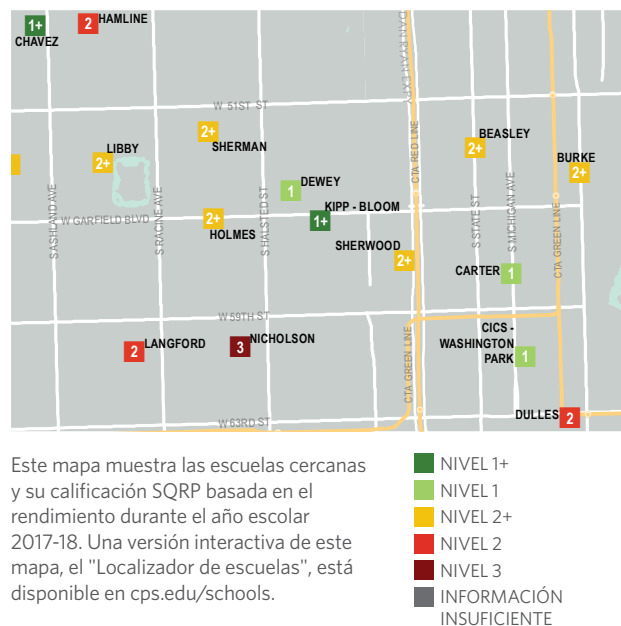 1+
CHAVEZ
2
HAMLINE
DAN RYAN EXPY
W 51ST ST
2+
SHERMAN
LIBBY
2+
BEASLEY
2+
BURKE
2+
CTA RED LINE
S ASHLAND AVE
S RACINE AVE
S HALSTED ST
S STATE ST
S MICHIGAN AVE
CTA GREEN LINE
1
DEWEY
KIPP - BLOOM
1+
W GARFIELD BLVD
2+
HOLMES
SHERWOOD
2+
CARTER
1
W 59TH ST
2
LANGFORD
3
NICHOLSON
CTA GREEN LINE
CICS -
WASHINGTON
PARK
1
W 63RD ST
DULLES
2
Este mapa muestra las escuelas cercanas
y su calificación SQRP basada en el
rendimiento durante el año escolar
2017-18. Una versión interactiva de este
mapa, el "Localizador de escuelas", está
disponible en cps.edu/schools.
NIVEL 1+
NIVEL 1
NIVEL 2+
NIVEL 2
NIVEL 3
INFORMACIÓN
INSUFICIENTE